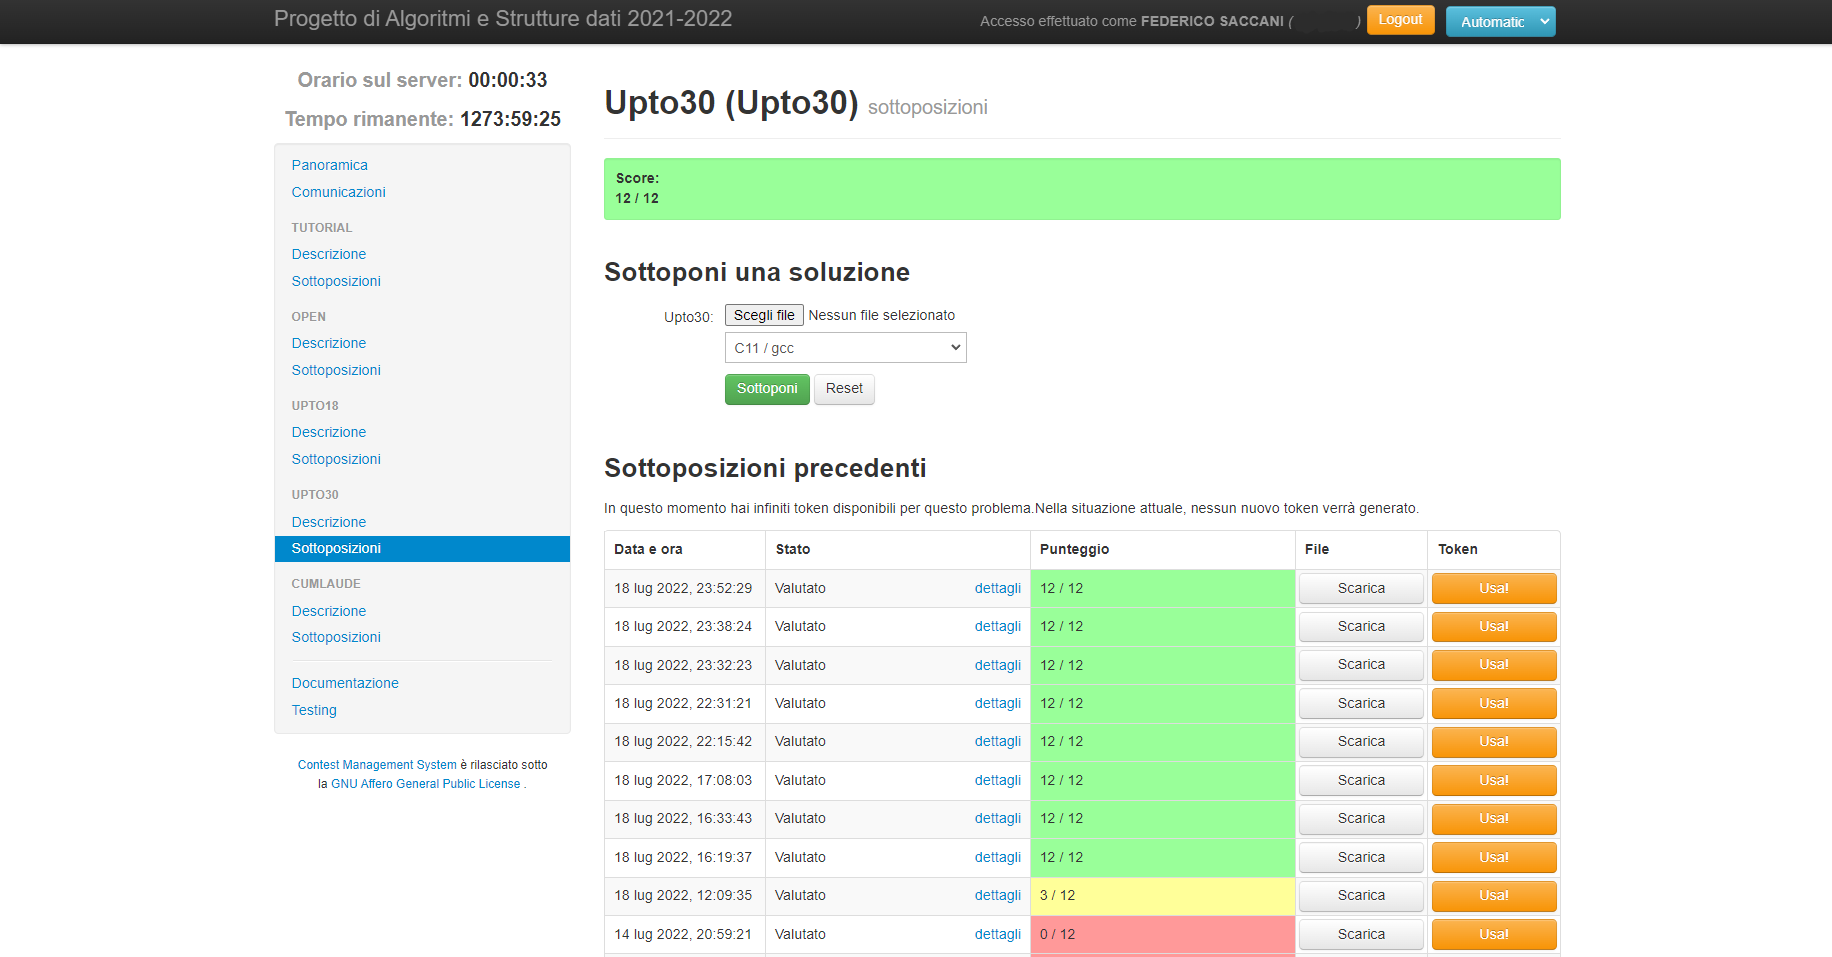 Progetto di Algoritmi e Strutture dati 2021-2022
Accesso effettuato come FEDERICO SACCANI ( )
Logout
Automatic
Orario sul server: 00:00:33
Tempo rimanente: 1273:59:25
Panoramica
Comunicazioni
TUTORIAL
Descrizione
Sottoposizioni
OPEN
Descrizione
Sottoposizioni
UPTO18
Descrizione
Sottoposizioni
UPTO30
Descrizione
Sottoposizioni
CUMLAUDE
Descrizione
Sottoposizioni
Documentazione
Testing
Contest Management System è rilasciato sotto
la GNU Affero General Public License .
Upto30 (Upto30) sottoposizioni
Score:
12 / 12
Sottoponi una soluzione
Upto30: Scegli file Nessun file selezionato
C11 / gcc
Sottoponi Reset
Sottoposizioni precedenti
In questo momento hai infiniti token disponibili per questo problema.Nella situazione attuale, nessun nuovo token verrà generato.
Data e ora Stato Punteggio File Token
18 lug 2022, 23:52:29 Valutato dettagli 12 / 12 Scarica Usa!
18 lug 2022, 23:38:24 Valutato dettagli 12 / 12 Scarica Usa!
18 lug 2022, 23:32:23 Valutato dettagli 12 / 12 Scarica Usa!
18 lug 2022, 22:31:21 Valutato dettagli 12 / 12 Scarica Usa!
18 lug 2022, 22:15:42 Valutato dettagli 12 / 12 Scarica Usa!
18 lug 2022, 17:08:03 Valutato dettagli 12 / 12 Scarica Usa!
18 lug 2022, 16:33:43 Valutato dettagli 12 / 12 Scarica Usa!
18 lug 2022, 16:19:37 Valutato dettagli 12 / 12 Scarica Usa!
18 lug 2022, 12:09:35 Valutato dettagli 3 / 12 Scarica Usa!
14 lug 2022, 20:59:21 Valutato dettagli 0 / 12 Scarica Usa!